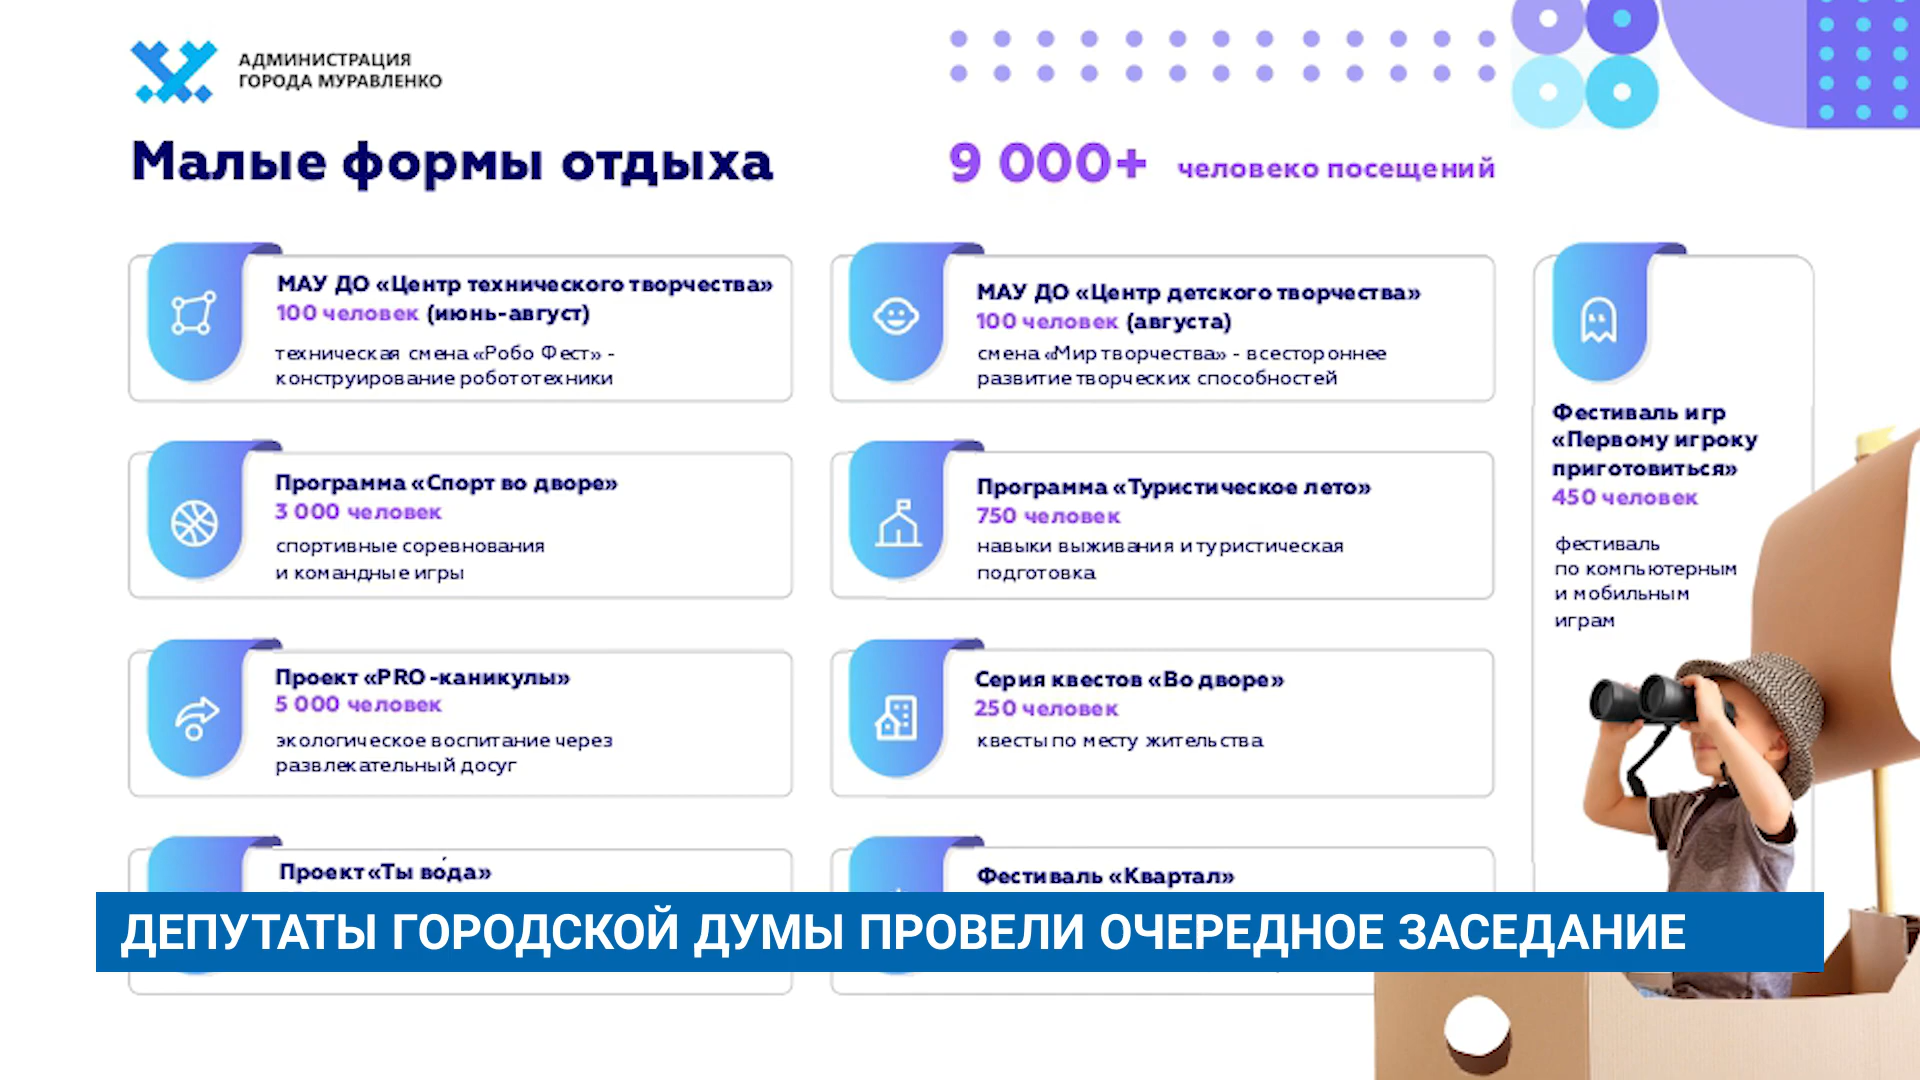 АДМИНИСТРАЦИЯ
ГОРОДА МУРАВЛЕНКО
Малые формы отдыха
9 000+ человеко посещений
МАУ ДО «Центр технического творчества»
100 человек (июнь-август)
техническая смена «Робо Фест» -
конструирование робототехники
МАУ ДО «Центр детского творчества»
100 человек (августа)
смена «Мир творчества» - всестороннее
развитие творческих способностей
Фестиваль игр
«Первому игроку
приготовиться»
450 человек
фестиваль
по компьютерным
и мобильным
играм
Программа «Спорт во дворе»
3 000 человек
спортивные соревнования
и командные игры
Программа «Туристическое лето»
750 человек
навыки выживания и туристическая
подготовка
Проект «PRO-каникулы»
5 000 человек
экологическое воспитание через
развлекательный досуг
Серия квестов «Во дворе»
250 человек
квесты по месту жительства
Проект «Ты во́да»
Фестиваль «Квартал»
ДЕПУТАТЫ ГОРОДСКОЙ ДУМЫ ПРОВЕЛИ ОЧЕРЕДНОЕ ЗАСЕДАНИЕ